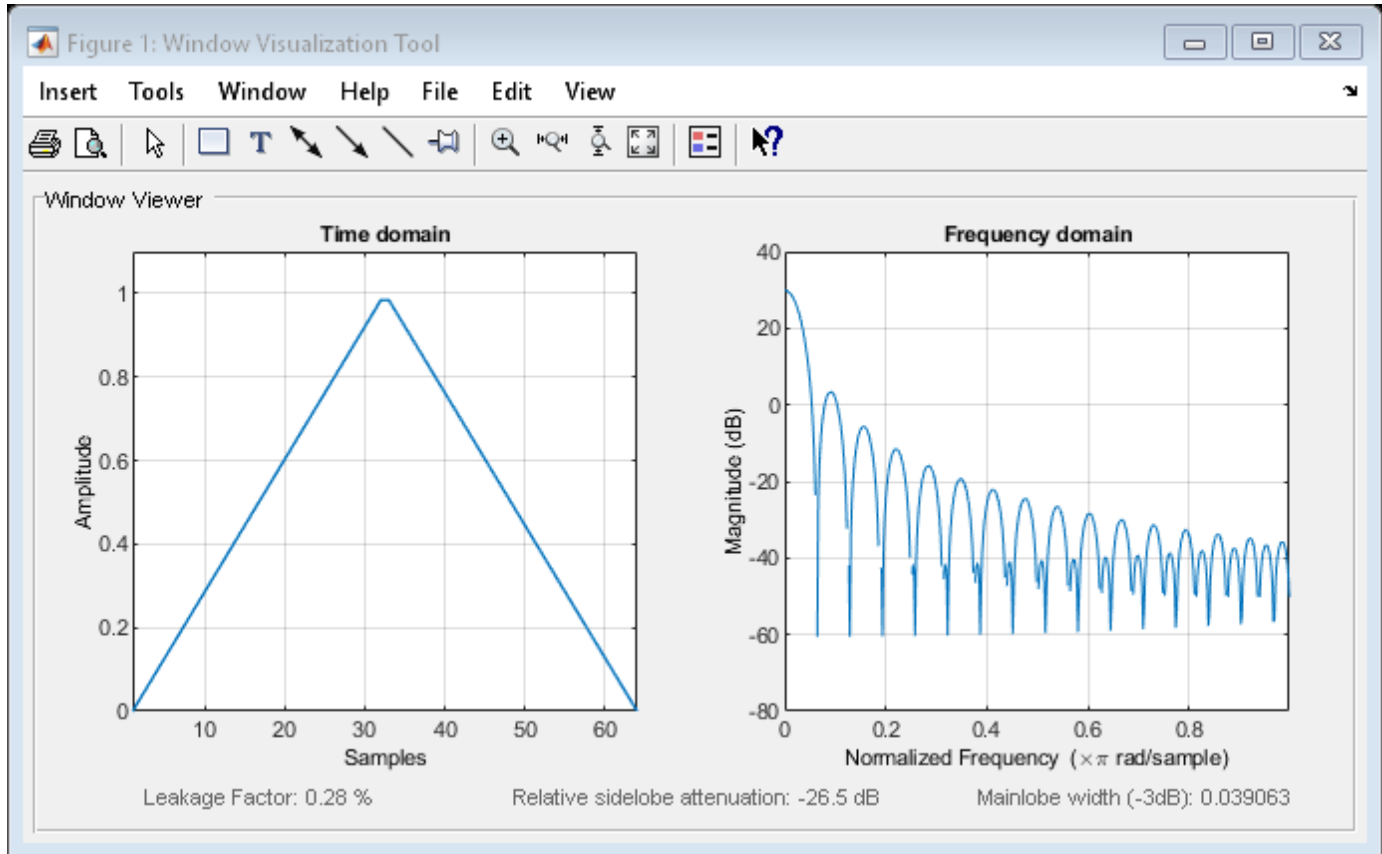 Figure 1: Window Visualization Tool
Insert Tools Window Help File Edit View
T
?
Window Viewer
Time domain
1
0.8
0.6
0.4
0.2
0
Amplitude
10 20 30 40 50 60
Samples
Frequency domain
40
20
0
-20
-40
-60
-80
Magnitude (dB)
0 0.2 0.4 0.6 0.8
Normalized Frequency (×π rad/sample)
Leakage Factor: 0.28 % Relative sidelobe attenuation: -26.5 dB Mainlobe width (-3dB): 0.039063